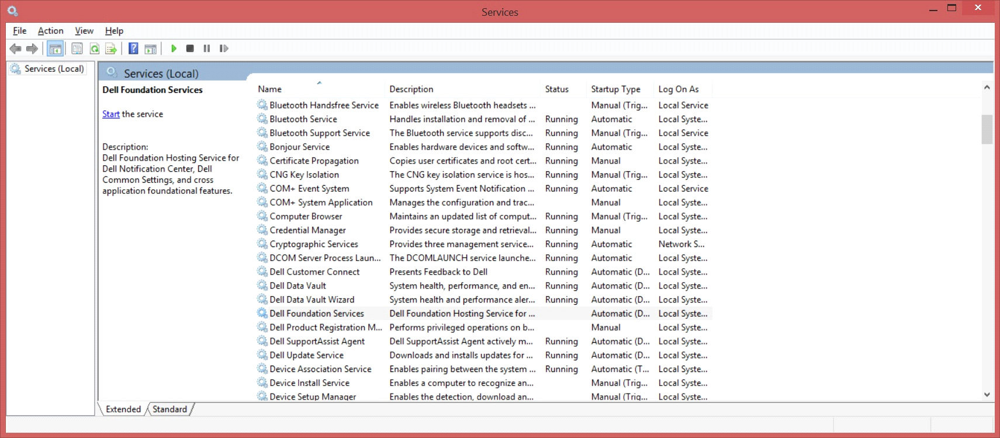 Services
File Action View Help
Services (Local)
Services (Local)
Dell Foundation Services
Start the service
Description:
Dell Foundation Hosting Service for
Dell Notification Center, Dell
Common Settings, and cross
application foundational features.
Name Description Status Startup Type Log On As
Bluetooth Handsfree Service Enables wireless Bluetooth headsets ... Manual (Trig... Local Service
Bluetooth Service Handles installation and removal of ... Running Automatic Local Syste...
Bluetooth Support Service The Bluetooth service supports disc... Running Manual (Trig... Local Service
Bonjour Service Enables hardware devices and softw... Running Automatic Local Syste...
Certificate Propagation Copies user certificates and root cert... Running Manual Local Syste...
CNG Key Isolation The CNG key isolation service is hos... Running Manual (Trig... Local Syste...
COM+ Event System Supports System Event Notification ... Running Automatic Local Service
COM+ System Application Manages the configuration and trac... Manual Local Syste...
Computer Browser Maintains an updated list of comput... Running Manual (Trig... Local Syste...
Credential Manager Provides secure storage and retrieval... Running Manual Local Syste...
Cryptographic Services Provides three management service... Running Automatic Network S...
DCOM Server Process Laun... The DCOMLAUNCH service launche... Running Automatic Local Syste...
Dell Customer Connect Presents Feedback to Dell Running Automatic (D... Local Syste...
Dell Data Vault System health, performance, and en... Running Automatic (D... Local Syste...
Dell Data Vault Wizard System health and performance aler... Running Automatic (D... Local Syste...
Dell Foundation Services Dell Foundation Hosting Service for ... Automatic (D... Local Syste...
Dell Product Registration M... Performs privileged operations on b... Manual Local Syste...
Dell SupportAssist Agent Dell SupportAssist Agent actively m... Running Automatic (D... Local Syste...
Dell Update Service Downloads and installs updates for ... Running Automatic (D... Local Syste...
Device Association Service Enables pairing between the system ... Running Automatic (T... Local Syste...
Device Install Service Enables a computer to recognize an... Manual (Trig... Local Syste...
Device Setup Manager Enables the detection, download an... Manual (Trig... Local Syste...
Extended Standard